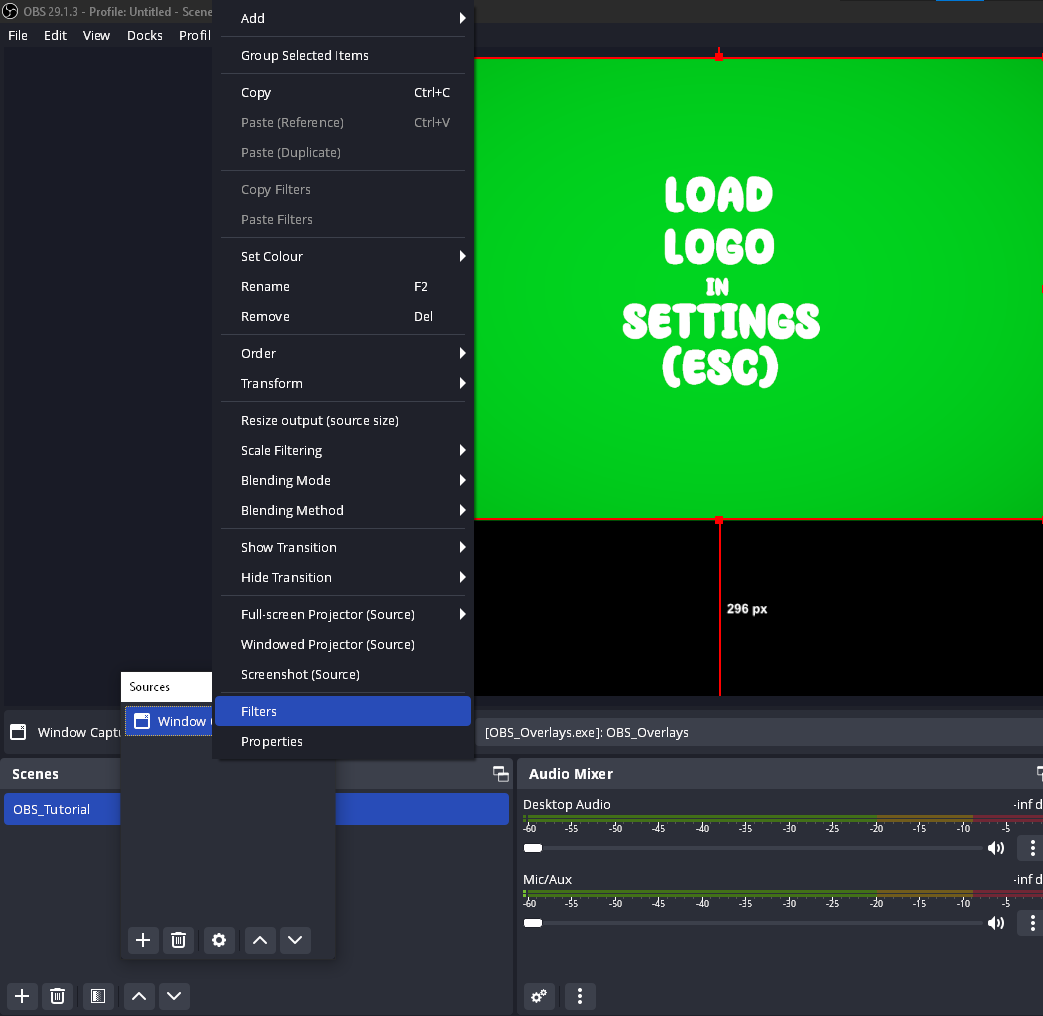 OBS 29.1.3 - Profile: Untitled - Scene
File Edit View Docks Profil
Add
Group Selected Items
Copy Ctrl+C
Paste (Reference) Ctrl+V
Paste (Duplicate)
Copy Filters
Paste Filters
Set Colour
Rename F2
Remove Del
Order
Transform
Resize output (source size)
Scale Filtering
Blending Mode
Blending Method
Show Transition
Hide Transition
Full-screen Projector (Source)
Windowed Projector (Source)
Screenshot (Source)
Filters
Properties
LOAD
LOGO
IN
SETTINGS
(ESC)
296 px
Sources
Window
Window Captu
[OBS_Overlays.exe]: OBS_Overlays
Scenes
OBS_Tutorial
Audio Mixer
Desktop Audio -inf d
-60 -55 -50 -45 -40 -35 -30 -25 -20 -15 -10 -5
Mic/Aux -inf d
-60 -55 -50 -45 -40 -35 -30 -25 -20 -15 -10 -5